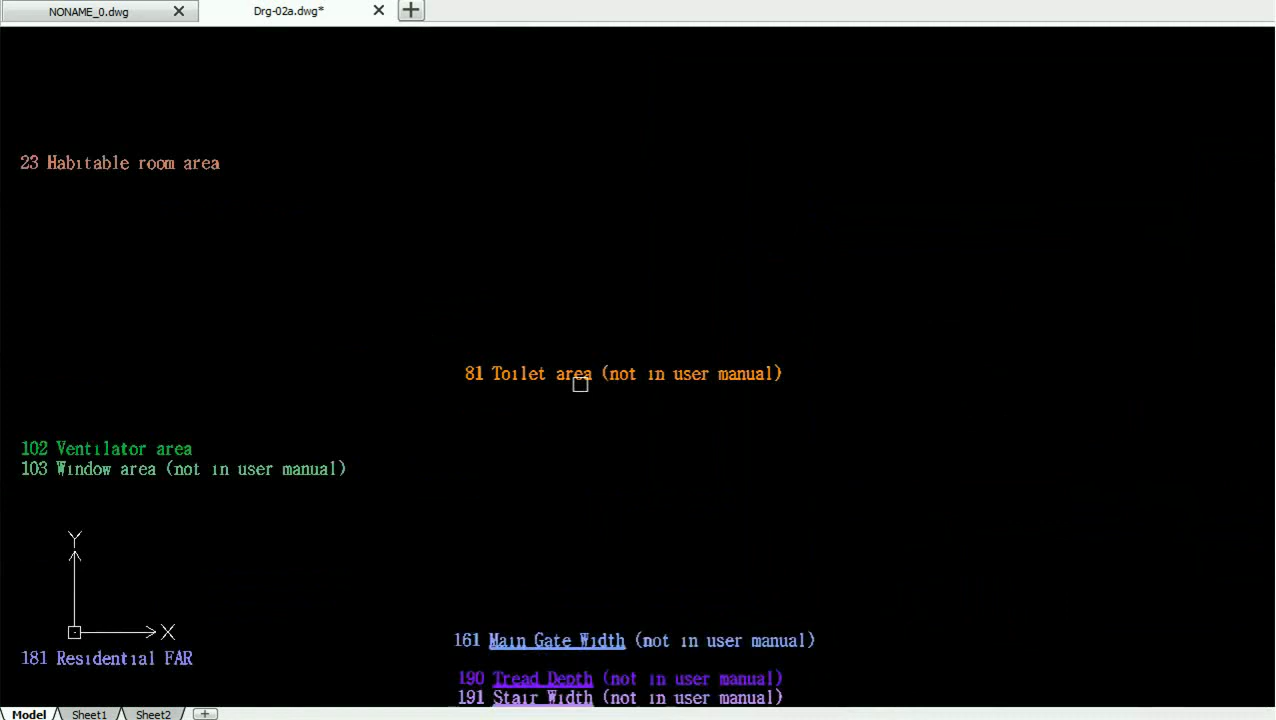 NONAME_0.dwg
Drg-02a.dwg*
23 Habitable room area
81 Toilet area (not in user manual)
102 Ventilator area
103 Window area (not in user manual)
Y
X
161 Main Gate Width (not in user manual)
181 Residential FAR
190 Tread Depth (not in user manual)
191 Stair Width (not in user manual)
Model Sheet1 Sheet2